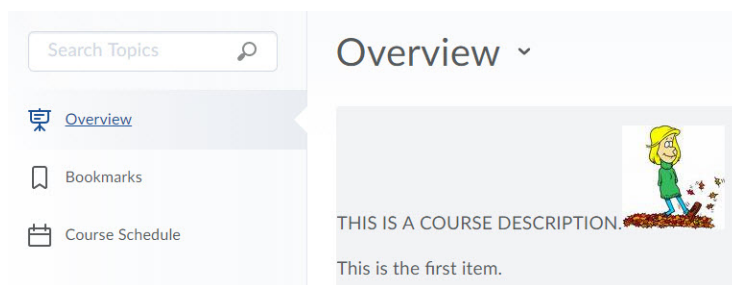 Search Topics
Overview
Bookmarks
Course Schedule
Overview
THIS IS A COURSE DESCRIPTION.
This is the first item.